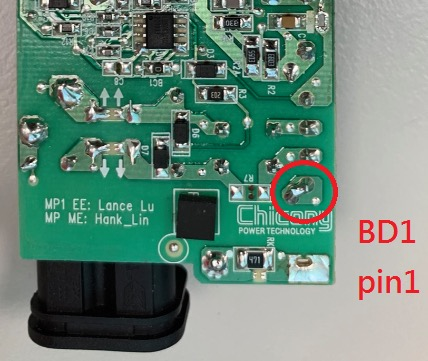 C8
BC1
R3
R2
D6
D7
R7
MP1 EE: Lance Lu
MP ME: Hank_Lin
Chicony
POWER TECHNOLOGY
471
BD1
pin1